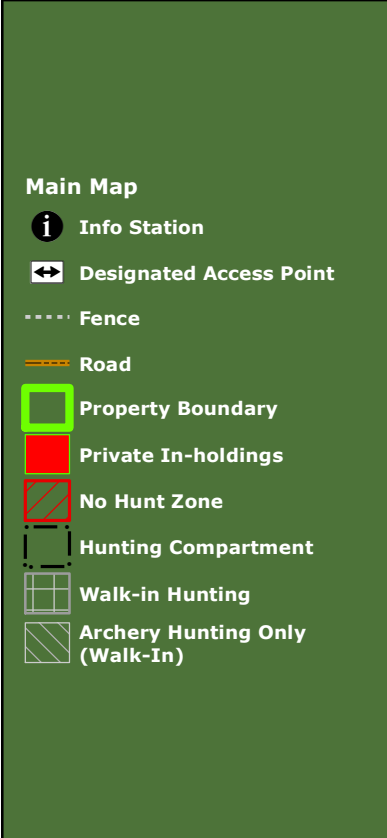 Main Map
i Info Station
Designated Access Point
Fence
Road
Property Boundary
Private In-holdings
No Hunt Zone
Hunting Compartment
Walk-in Hunting
Archery Hunting Only
(Walk-In)